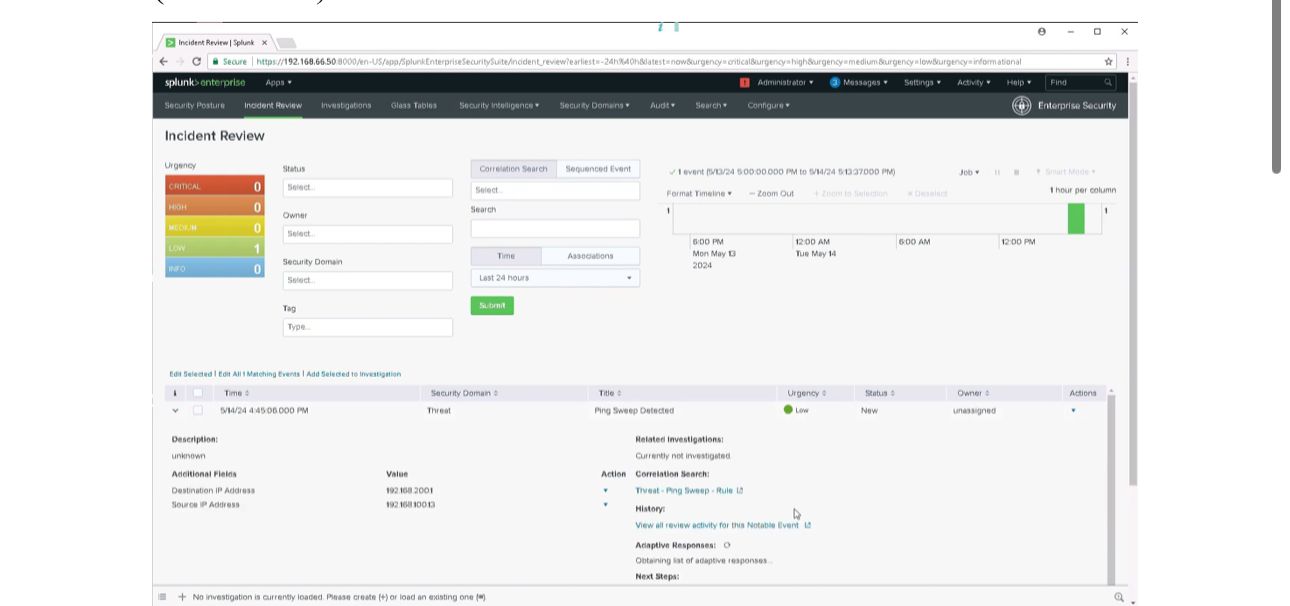 Incident Review | Splunk ×
Secure | https://192.168.66.50:8000/en-US/app/SplunkEnterpriseSecuritySuite/incident_review?earliest=-24h%40h&latest=now&urgency=critical&urgency=high&urgency=medium&urgency=low&urgency=informational
splunk>enterprise Apps ▾ ! Administrator ▾ 3 Messages ▾ Settings ▾ Activity ▾ Help ▾ Find
Security Posture Incident Review Investigations Glass Tables Security Intelligence ▾ Security Domains ▾ Audit ▾ Search ▾ Configure ▾ Enterprise Security
Incident Review
Urgency
CRITICAL 0
HIGH 0
MEDIUM 0
LOW 1
INFO 0
Status
Select...
Owner
Select...
Security Domain
Select...
Tag
Type...
Correlation Search Sequenced Event
Select...
Search
Time Associations
Last 24 hours
Submit
✓ 1 event (5/13/24 5:00:00.000 PM to 5/14/24 5:13:37.000 PM) Job ▾ Smart Mode ▾
Format Timeline ▾ − Zoom Out + Zoom to Selection × Deselect 1 hour per column
1 1
6:00 PM 12:00 AM 6:00 AM 12:00 PM
Mon May 13 Tue May 14
2024
Edit Selected | Edit All 1 Matching Events | Add Selected to Investigation
i Time Security Domain Title Urgency Status Owner Actions
5/14/24 4:45:06.000 PM Threat Ping Sweep Detected Low New unassigned
Description:
unknown
Additional Fields Value Action
Destination IP Address 192.168.200.1
Source IP Address 192.168.100.13
Related Investigations:
Currently not investigated.
Correlation Search:
Threat - Ping Sweep - Rule
History:
View all review activity for this Notable Event
Adaptive Responses:
Obtaining list of adaptive responses...
Next Steps:
No investigation is currently loaded. Please create (+) or load an existing one (≡).